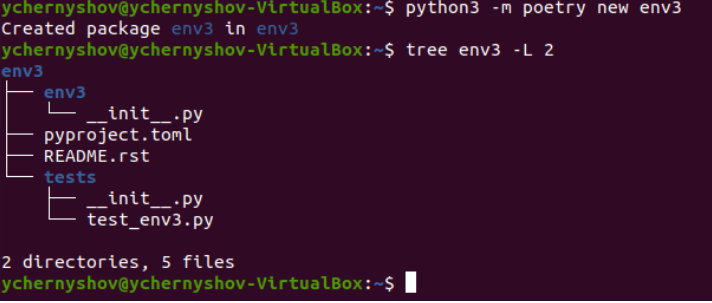 ychernyshov@ychernyshov-VirtualBox:~$ python3 -m poetry new env3
Created package env3 in env3
ychernyshov@ychernyshov-VirtualBox:~$ tree env3 -L 2
env3
├── env3
│   └── __init__.py
├── pyproject.toml
├── README.rst
└── tests
    ├── __init__.py
    └── test_env3.py

2 directories, 5 files
ychernyshov@ychernyshov-VirtualBox:~$